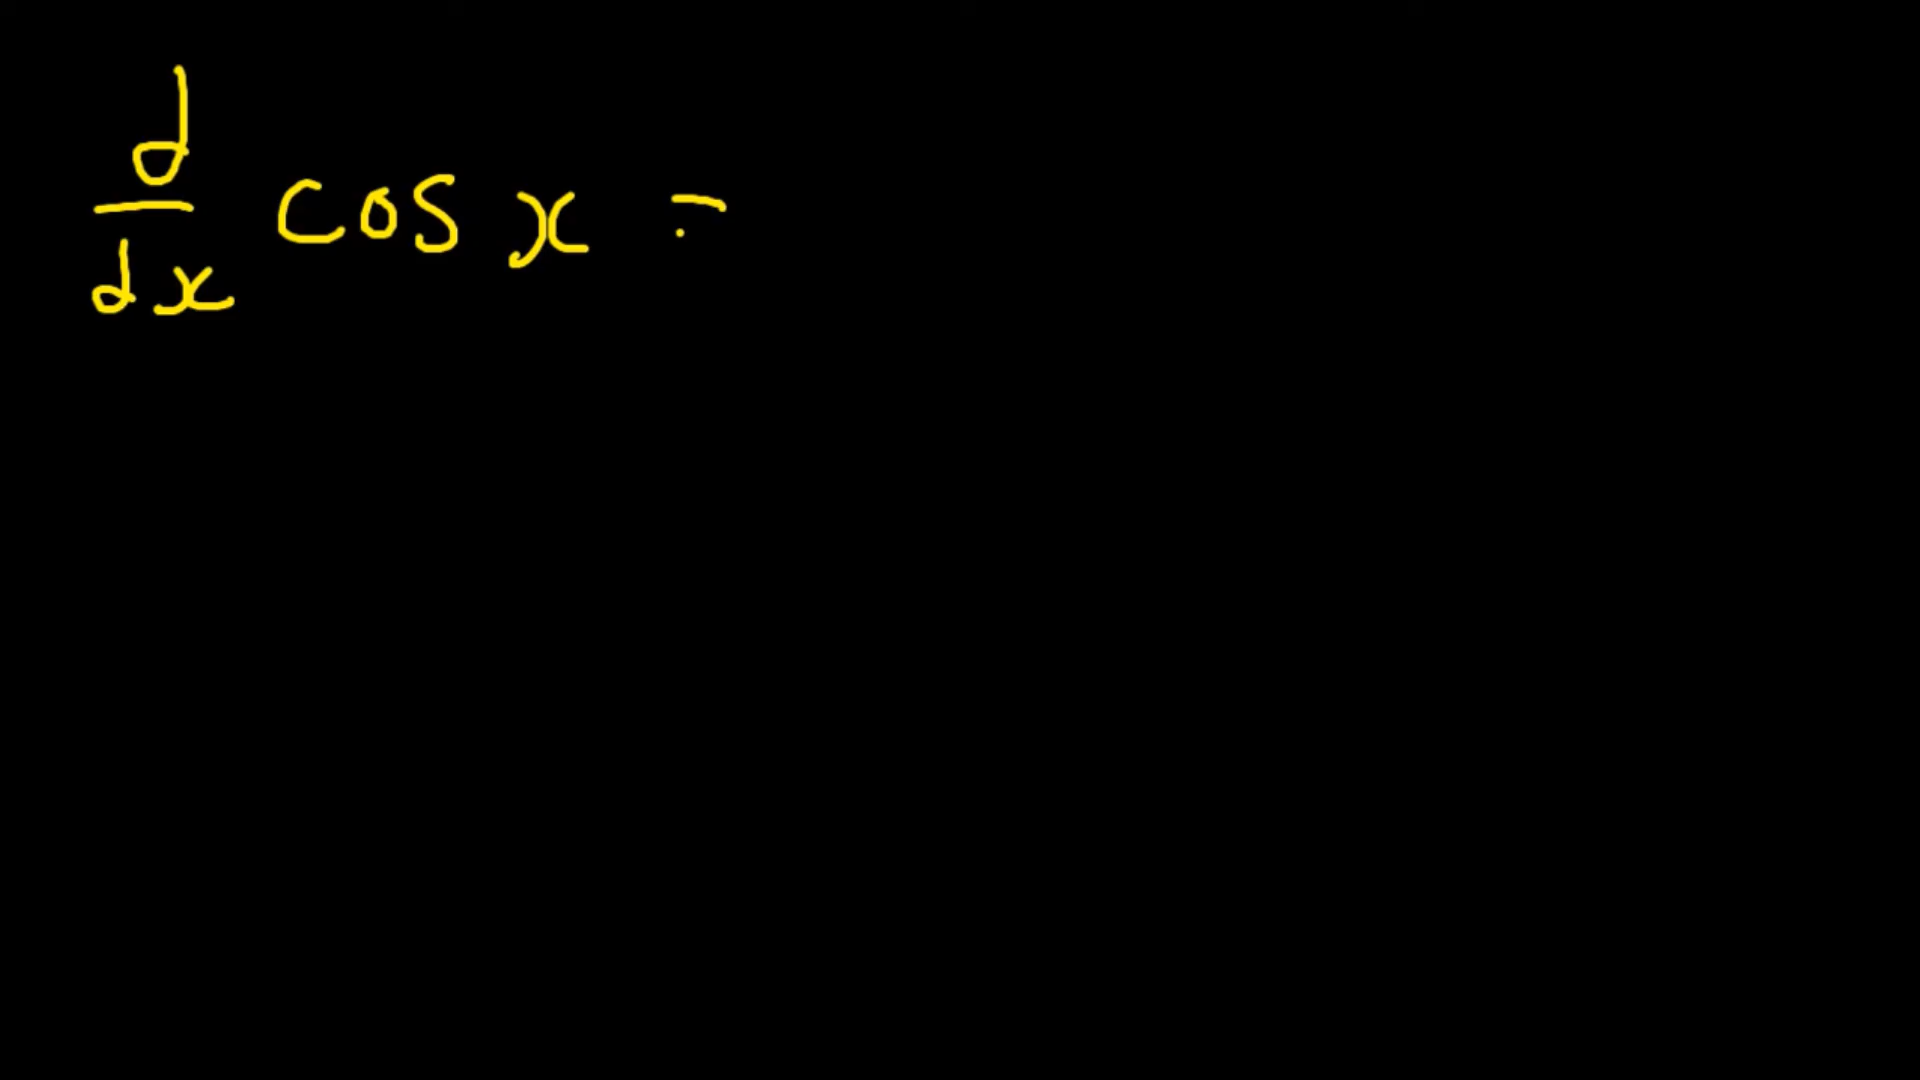 d/dx cos x =